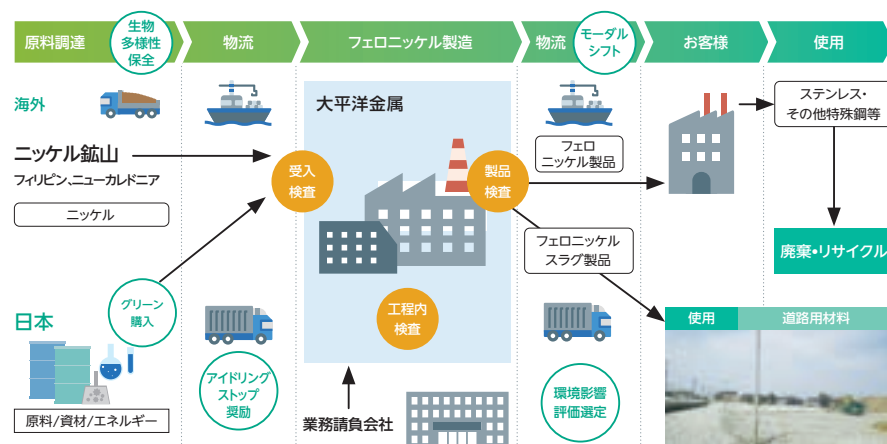 原料調達
生物
多様性
保全
物流
フェロニッケル製造
物流
モーダル
シフト
お客様
使用
海外
ニッケル鉱山
フィリピン、ニューカレドニア
ニッケル
大平洋金属
受入
検査
製品
検査
工程内
検査
フェロ
ニッケル製品
フェロニッケル
スラグ製品
ステンレス・
その他特殊鋼等
廃棄・リサイクル
日本
グリーン
購入
原料/資材/エネルギー
アイドリング
ストップ
奨励
業務請負会社
環境影響
評価選定
使用
道路用材料